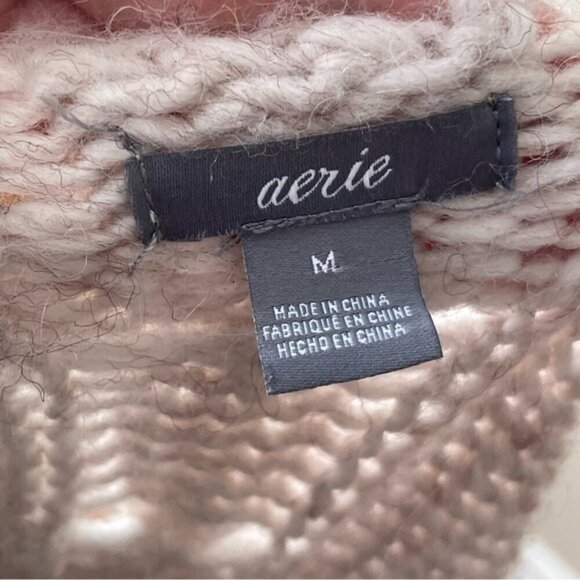 aerie
M
MADE IN CHINA
FABRIQUÉ EN CHINE
HECHO EN CHINA